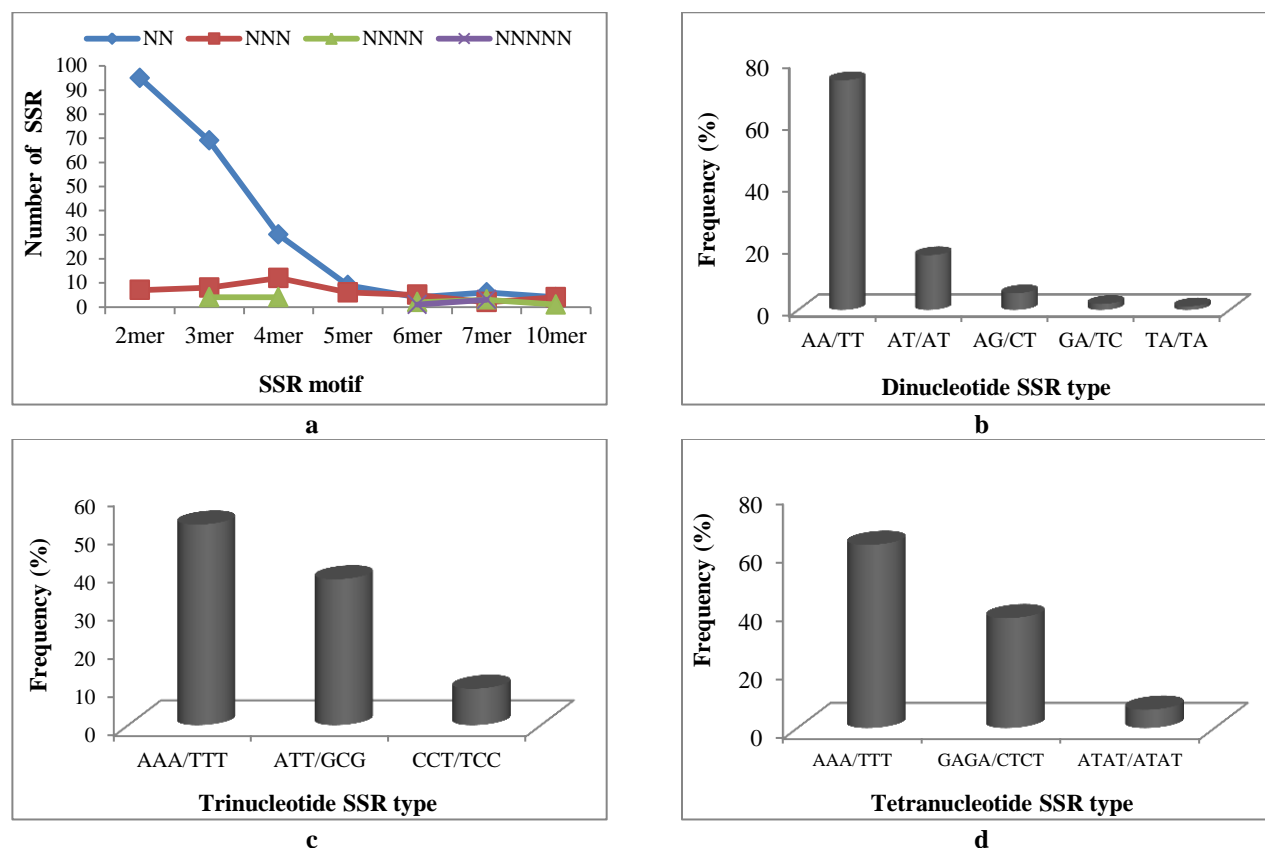 NN NNN NNNN NNNNN
Number of SSR
100
90
80
70
60
50
40
30
20
10
0
2mer 3mer 4mer 5mer 6mer 7mer 10mer
SSR motif
a
Frequency (%)
80
60
40
20
0
AA/TT AT/AT AG/CT GA/TC TA/TA
Dinucleotide SSR type
b
Frequency (%)
60
50
40
30
20
10
0
AAA/TTT ATT/GCG CCT/TCC
Trinucleotide SSR type
c
Frequency (%)
80
60
40
20
0
AAA/TTT GAGA/CTCT ATAT/ATAT
Tetranucleotide SSR type
d